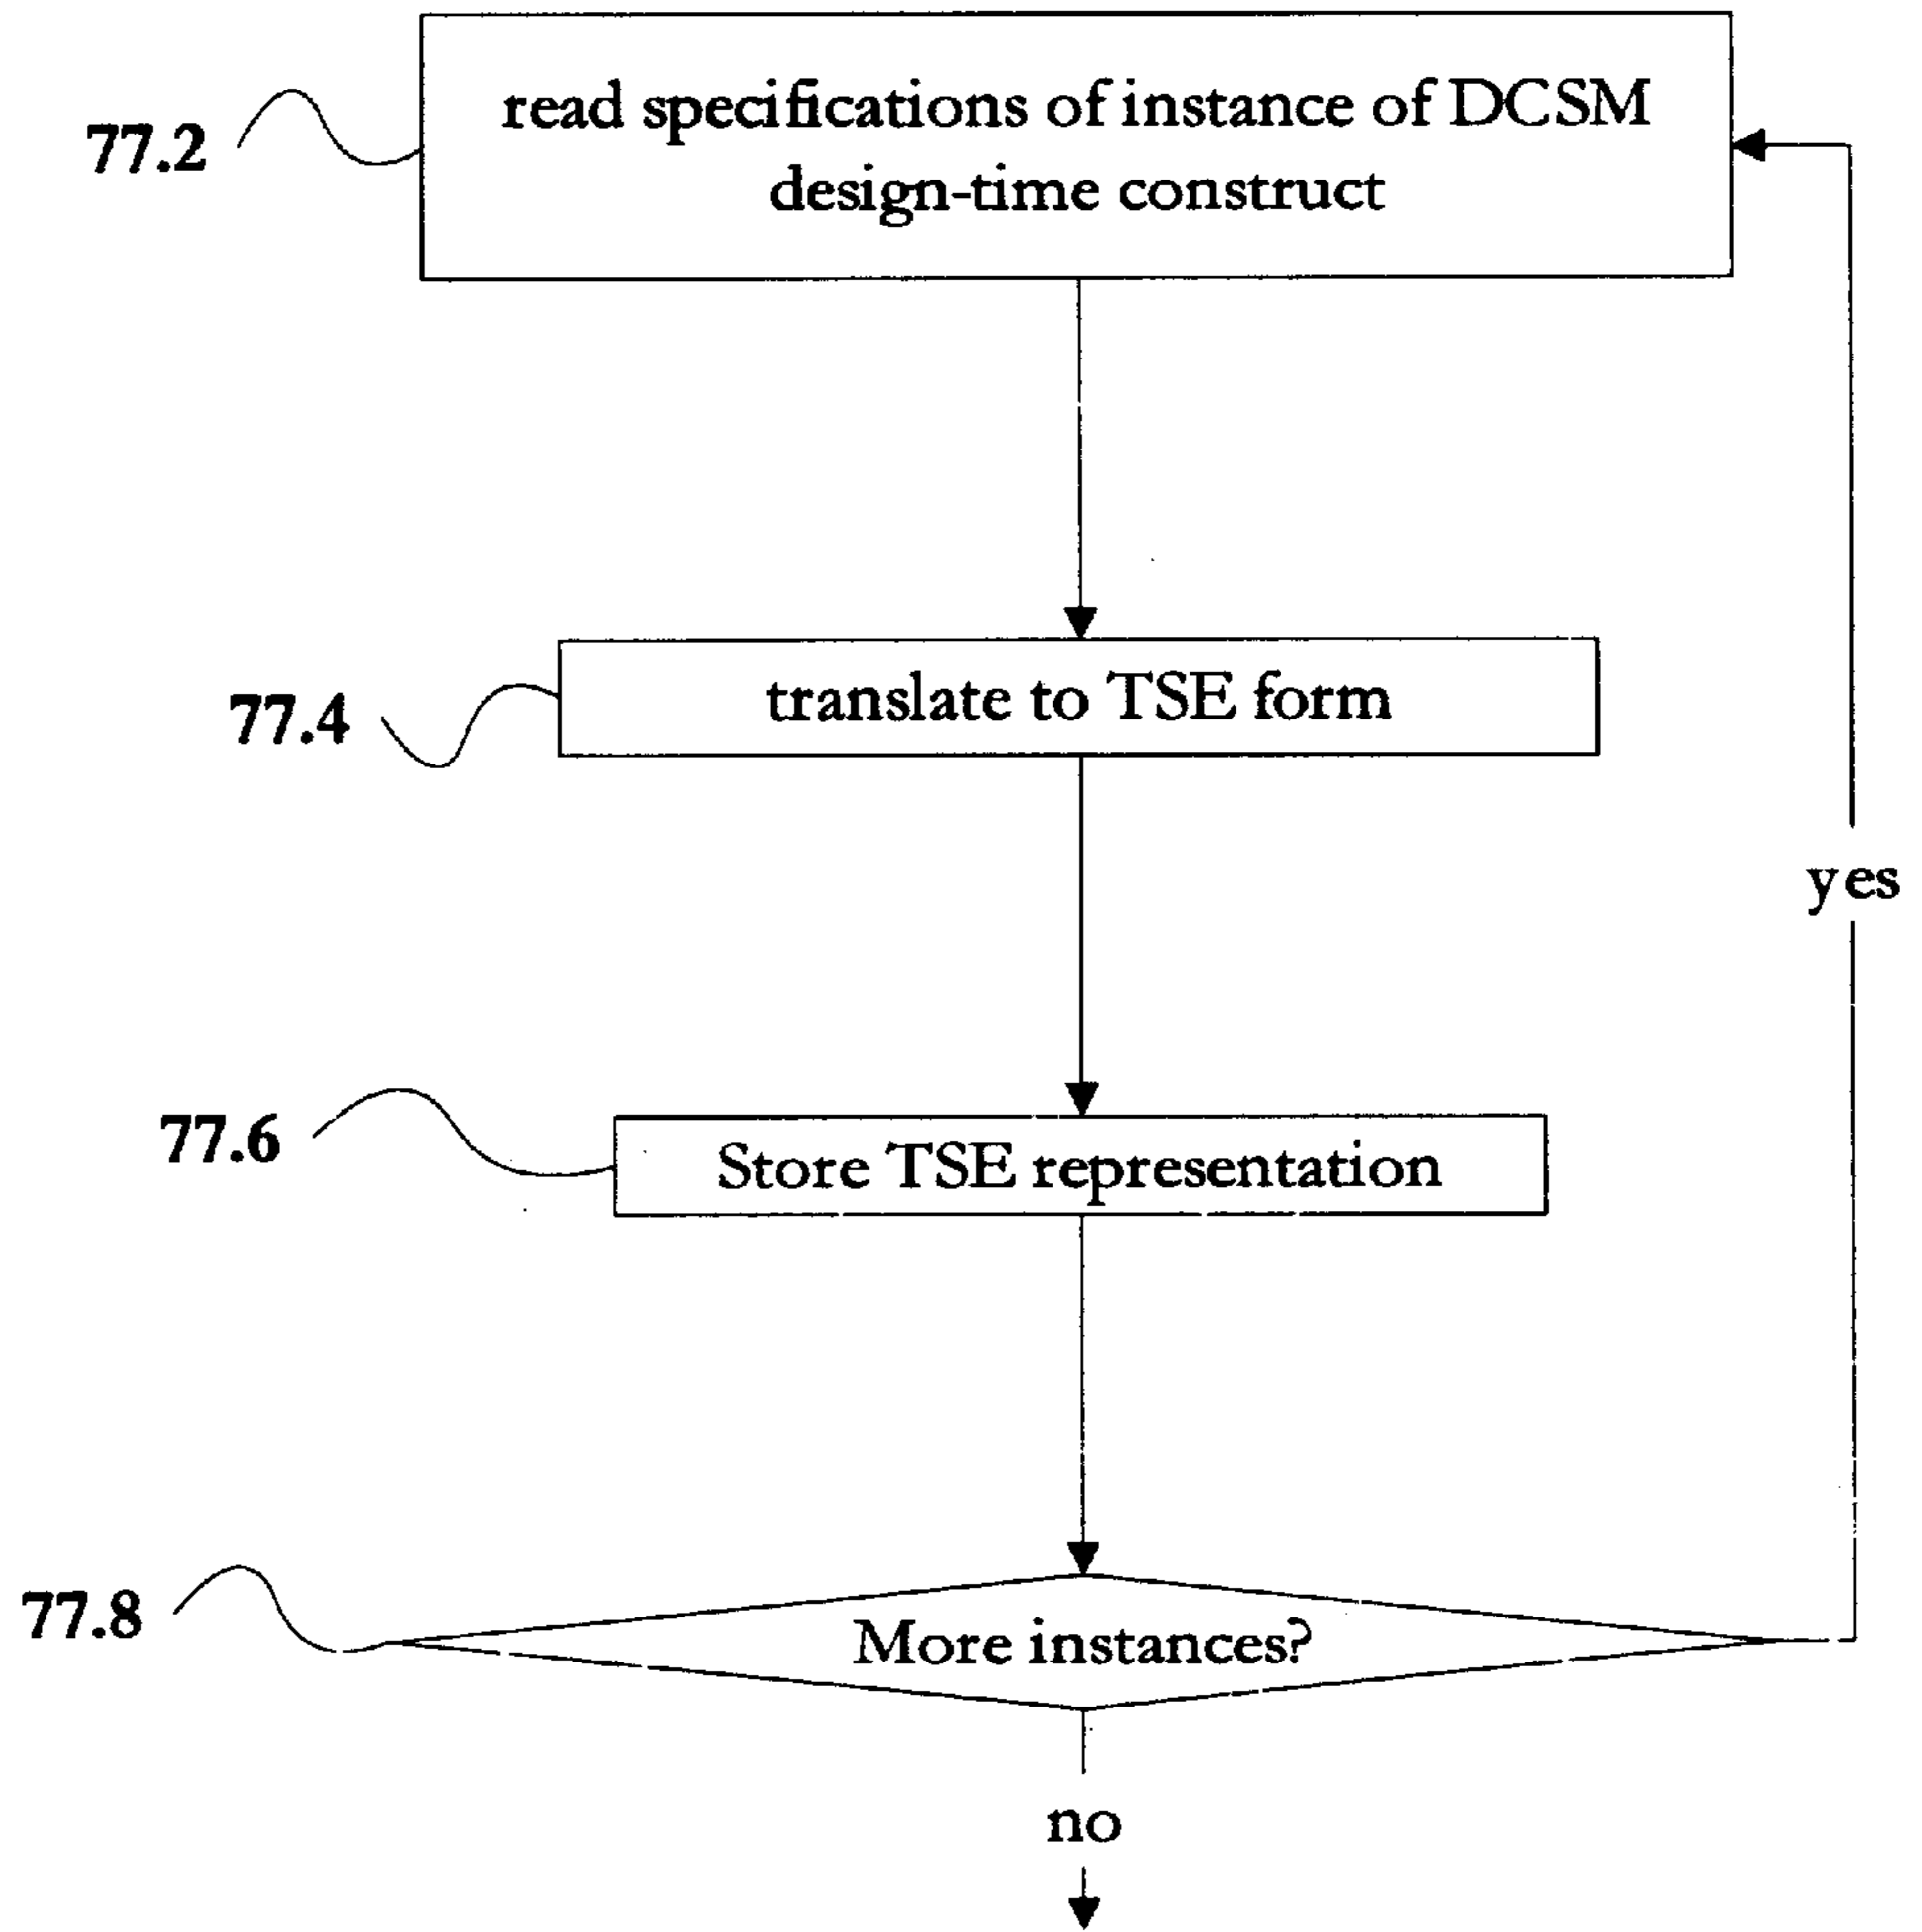 77.2
read specifications of instance of DCSM
design-time construct
77.4
translate to TSE form
yes
77.6
Store TSE representation
77.8
More instances?
no